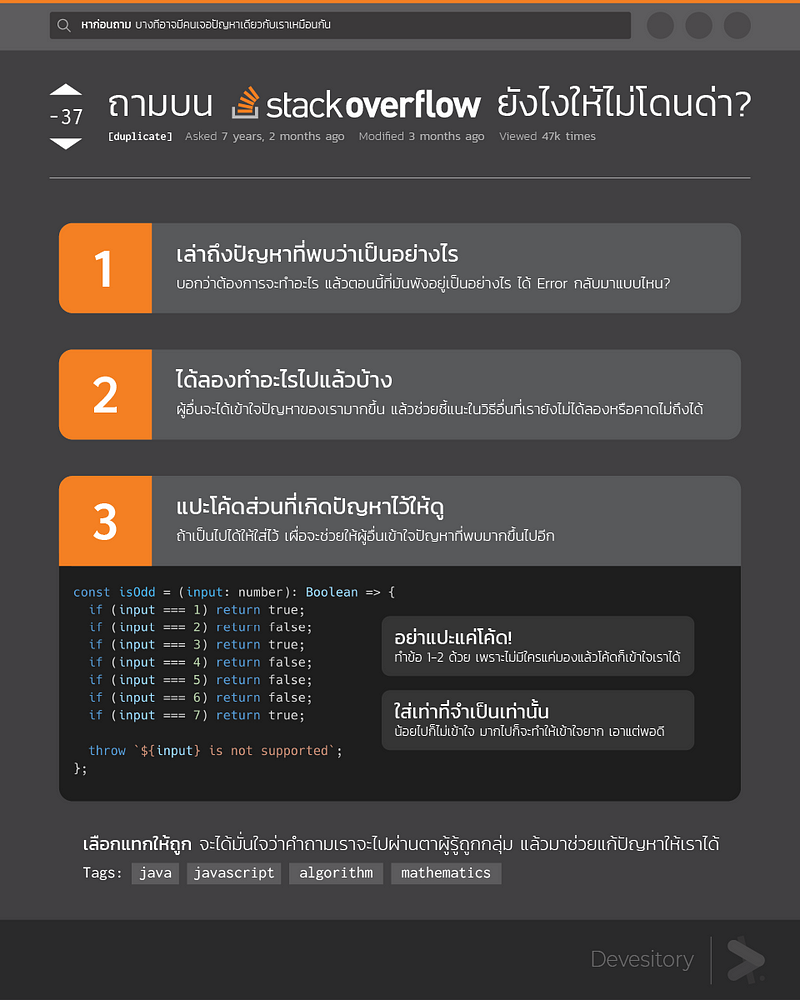 หาก่อนถาม บางทีอาจมีคนเจอปัญหาเดียวกับเราเหมือนกัน
-37
ถามบน stackoverflow ยังไงให้ไม่โดนด่า?
[duplicate] Asked 7 years, 2 months ago Modified 3 months ago Viewed 47k times
1
เล่าถึงปัญหาที่พบว่าเป็นอย่างไร
บอกว่าต้องการจะทำอะไร แล้วตอนนี้ที่มันพังอยู่เป็นอย่างไร ได้ Error กลับมาแบบไหน?
2
ได้ลองทำอะไรไปแล้วบ้าง
ผู้อื่นจะได้เข้าใจปัญหาของเรามากขึ้น แล้วช่วยชี้แนะในวิธีอื่นที่เรายังไม่ได้ลองหรือคาดไม่ถึงได้
3
แปะโค้ดส่วนที่เกิดปัญหาไว้ให้ดู
ถ้าเป็นไปได้ให้ใส่ไว้ เผื่อจะช่วยให้ผู้อื่นเข้าใจปัญหาที่พบมากขึ้นไปอีก
const isOdd = (input: number): Boolean => {
if (input === 1) return true;
if (input === 2) return false;
if (input === 3) return true;
if (input === 4) return false;
if (input === 5) return false;
if (input === 6) return false;
if (input === 7) return true;
throw `${input} is not supported`;
};
อย่าแปะแค่โค้ด!
ทำข้อ 1-2 ด้วย เพราะไม่มีใครแค่มองแล้วโค้ดก็เข้าใจเราได้
ใส่เท่าที่จำเป็นเท่านั้น
น้อยไปก็ไม่เข้าใจ มากไปก็จะทำให้เข้าใจยาก เอาแต่พอดี
เลือกแทกให้ถูก จะได้มั่นใจว่าคำถามเราจะไปผ่านตาผู้รู้ถูกกลุ่ม แล้วมาช่วยแก้ปัญหาให้เราได้
Tags: java javascript algorithm mathematics
Devesitory